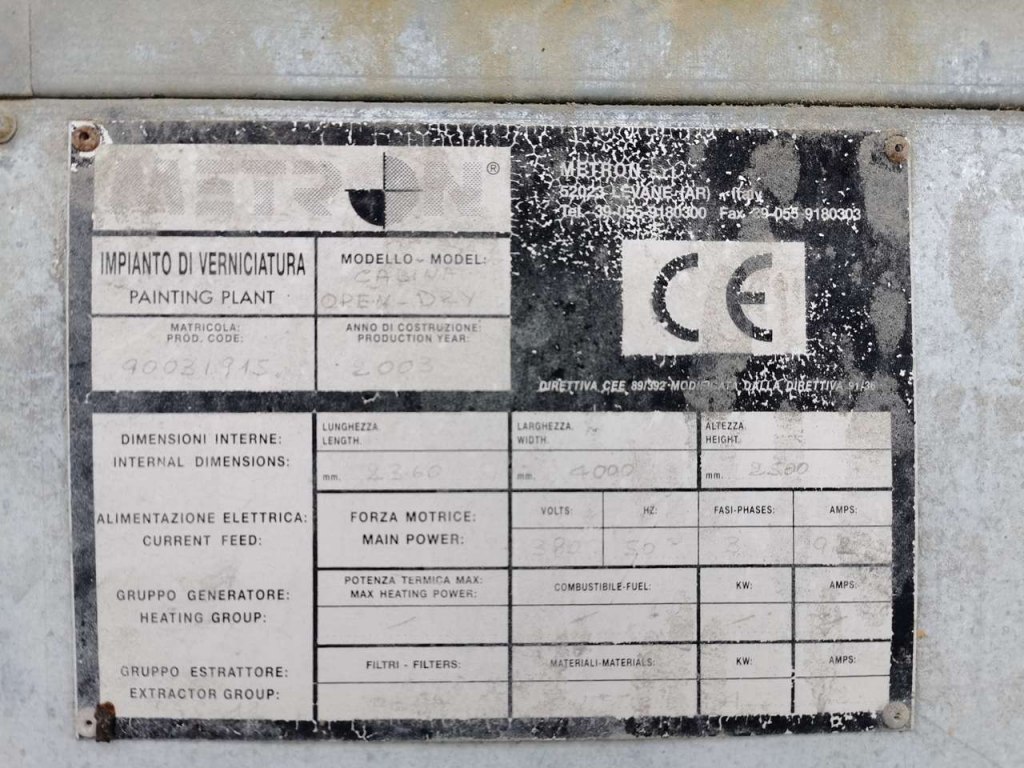 METRON ®
METRON s.r.l.
52023 LEVANE (AR) - (Italy
Tel. 39-055-9180300 Fax 39-055 9180303
IMPIANTO DI VERNICIATURA
PAINTING PLANT
MODELLO - MODEL:
CABINA
OPEN-DRY
MATRICOLA:
PROD. CODE:
90031.915.
ANNO DI COSTRUZIONE:
PRODUCTION YEAR:
2003
CE
DIRETTIVA CEE 89/392 MODIFICATA DALLA DIRETTIVA 91/36
DIMENSIONI INTERNE:
INTERNAL DIMENSIONS:
LUNGHEZZA.
LENGTH.
mm. 2360
LARGHEZZA.
WIDTH.
mm. 4000
ALTEZZA.
HEIGHT.
mm. 2500
ALIMENTAZIONE ELETTRICA:
CURRENT FEED:
FORZA MOTRICE:
MAIN POWER:
VOLTS: HZ: FASI-PHASES: AMPS:
380 50 3
GRUPPO GENERATORE:
HEATING GROUP:
POTENZA TERMICA MAX:
MAX HEATING POWER:
COMBUSTIBILE-FUEL: KW: AMPS:
/ /
GRUPPO ESTRATTORE:
EXTRACTOR GROUP:
FILTRI - FILTERS: MATERIALI-MATERIALS: KW: AMPS: